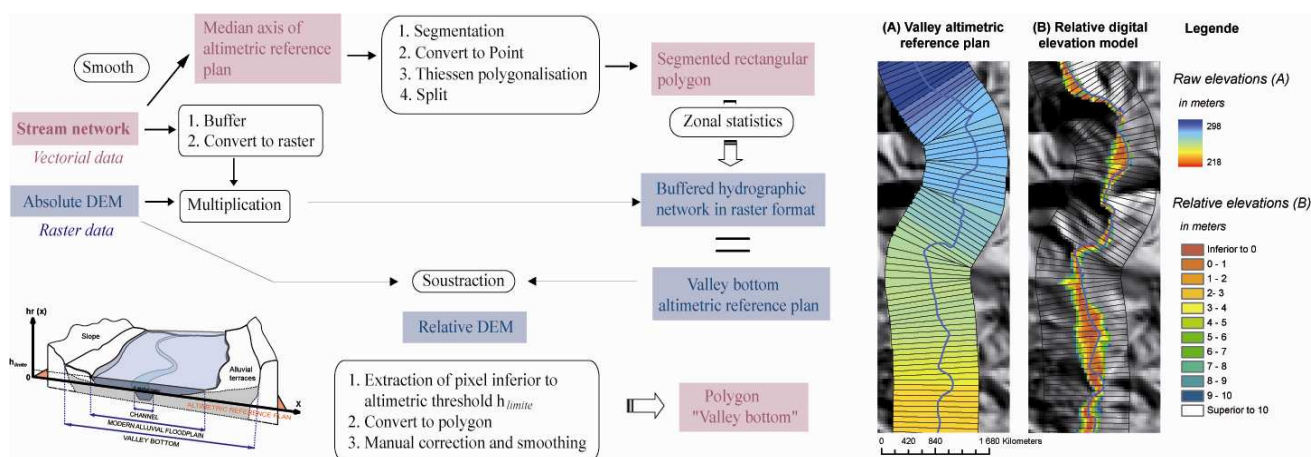 Smooth
Median axis of
altimetric reference
plan
1. Segmentation
2. Convert to Point
3. Thiessen polygonalisation
4. Split
Segmented rectangular
polygon
Stream network
Vectorial data
1. Buffer
2. Convert to raster
Zonal statistics
Absolute DEM
Raster data
Multiplication
Buffered hydrographic
network in raster format
Soustraction
Valley bottom
altimetric reference plan
Relative DEM
hr (x)
Slope
Alluvial
terraces
hlimite
0
X
ALTIMETRIC REFERENCE PLAN
CHANNEL
MODERN ALLUVIAL FLOODPLAIN
VALLEY BOTTOM
1. Extraction of pixel inferior to
altimetric threshold hlimite
2. Convert to polygon
3. Manual correction and smoothing
Polygon
"Valley bottom"
(A) Valley altimetric
reference plan
(B) Relative digital
elevation model
Legende
Raw elevations (A)
in meters
298
218
Relative elevations (B)
in meters
Inferior to 0
0 - 1
1 - 2
2- 3
3 - 4
4 - 5
5 - 6
6 - 7
7 - 8
8 - 9
9 - 10
Superior to 10
0 420 840 1 680 Kilometers